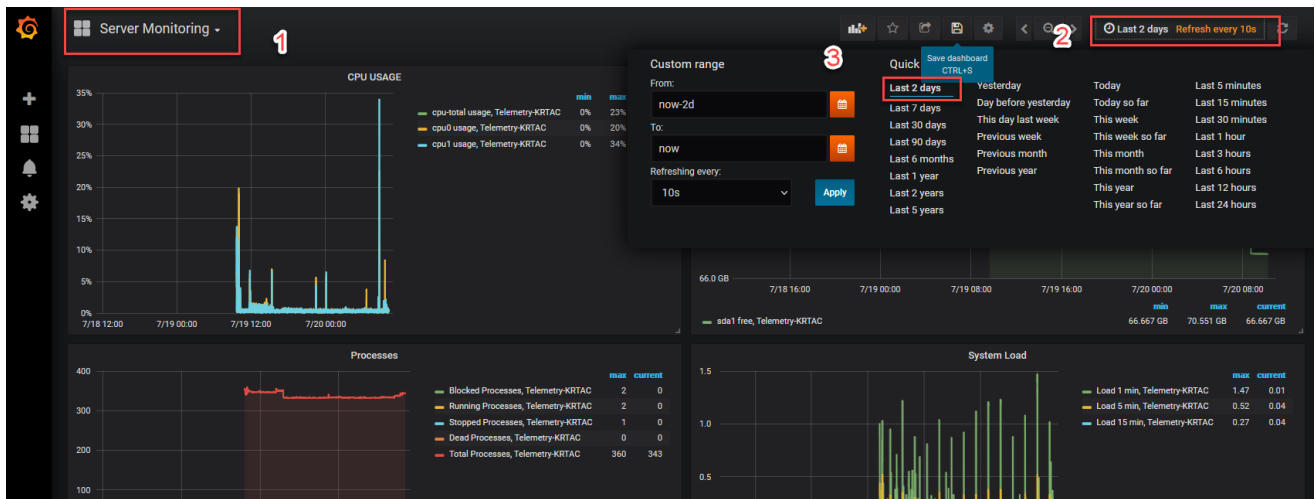 Server Monitoring
1
2
Last 2 days Refresh every 10s
3
Save dashboard
CTRL+S
Custom range
From:
now-2d
To:
now
Refreshing every:
10s
Apply
Quick
Last 2 days
Last 7 days
Last 30 days
Last 90 days
Last 6 months
Last 1 year
Last 2 years
Last 5 years
Yesterday
Day before yesterday
This day last week
Previous week
Previous month
Previous year
Today
Today so far
This week
This week so far
This month
This month so far
This year
This year so far
Last 5 minutes
Last 15 minutes
Last 30 minutes
Last 1 hour
Last 3 hours
Last 6 hours
Last 12 hours
Last 24 hours
CPU USAGE
35%
30%
25%
20%
15%
10%
5%
0%
7/18 12:00 7/19 00:00 7/19 12:00 7/20 00:00
min max
cpu-total usage, Telemetry-KRTAC 0% 23%
cpu0 usage, Telemetry-KRTAC 0% 20%
cpu1 usage, Telemetry-KRTAC 0% 34%
66.0 GB
7/18 16:00 7/19 00:00 7/19 08:00 7/19 16:00 7/20 00:00 7/20 08:00
min max current
sda1 free, Telemetry-KRTAC 66.667 GB 70.551 GB 66.667 GB
Processes
400
300
200
100
max current
Blocked Processes, Telemetry-KRTAC 2 0
Running Processes, Telemetry-KRTAC 2 0
Stopped Processes, Telemetry-KRTAC 1 0
Dead Processes, Telemetry-KRTAC 0 0
Total Processes, Telemetry-KRTAC 360 343
System Load
1.5
1.0
0.5
max current
Load 1 min, Telemetry-KRTAC 1.47 0.01
Load 5 min, Telemetry-KRTAC 0.52 0.04
Load 15 min, Telemetry-KRTAC 0.27 0.04